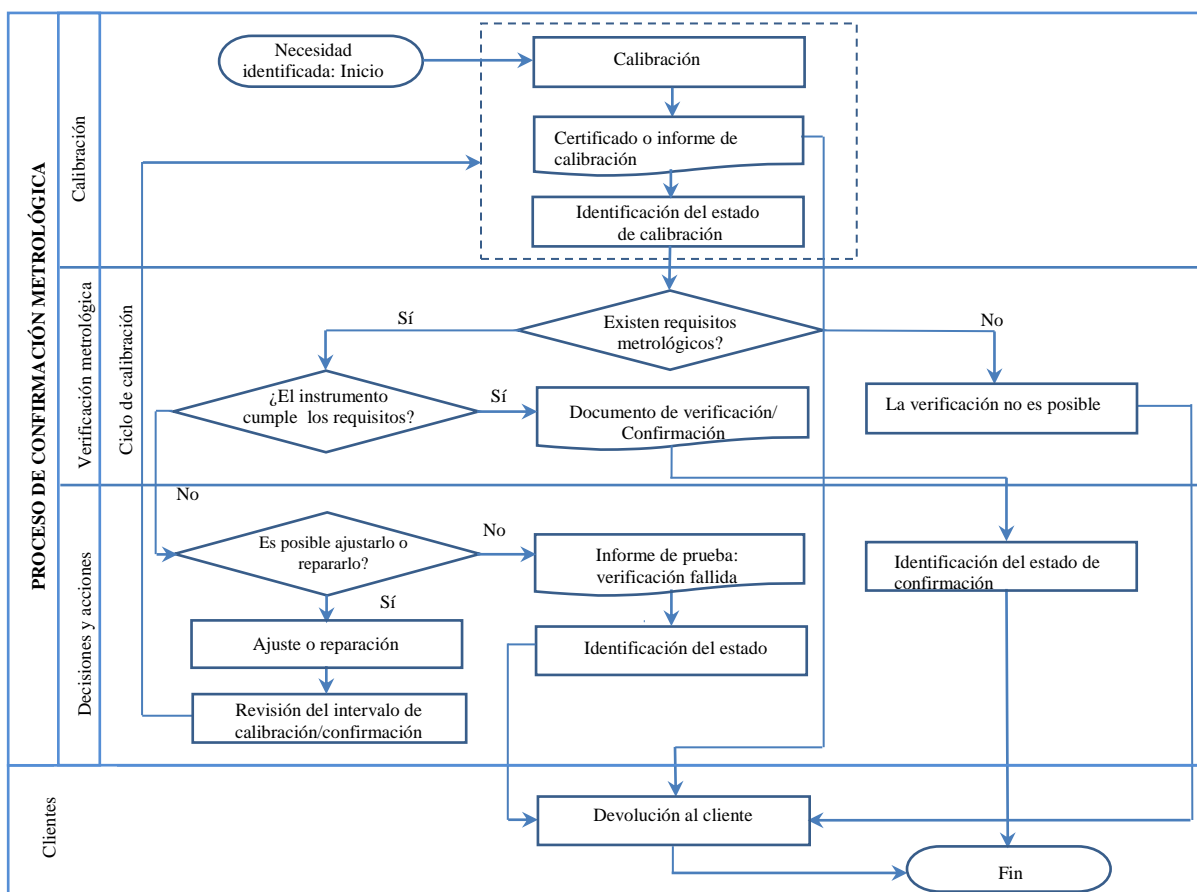 PROCESO DE CONFIRMACIÓN METROLÓGICA
Calibración
Necesidad
identificada: Inicio
Calibración
Certificado o informe de
calibración
Identificación del estado
de calibración
Verificación metrológica
Ciclo de calibración
Existen requisitos
metrológicos?
Sí
No
¿El instrumento
cumple los requisitos?
Sí
Documento de verificación/
Confirmación
La verificación no es posible
No
Decisiones y acciones
Es posible ajustarlo o
repararlo?
No
Informe de prueba:
verificación fallida
Identificación del estado de
confirmación
Sí
Ajuste o reparación
Identificación del estado
Revisión del intervalo de
calibración/confirmación
Clientes
Devolución al cliente
Fin